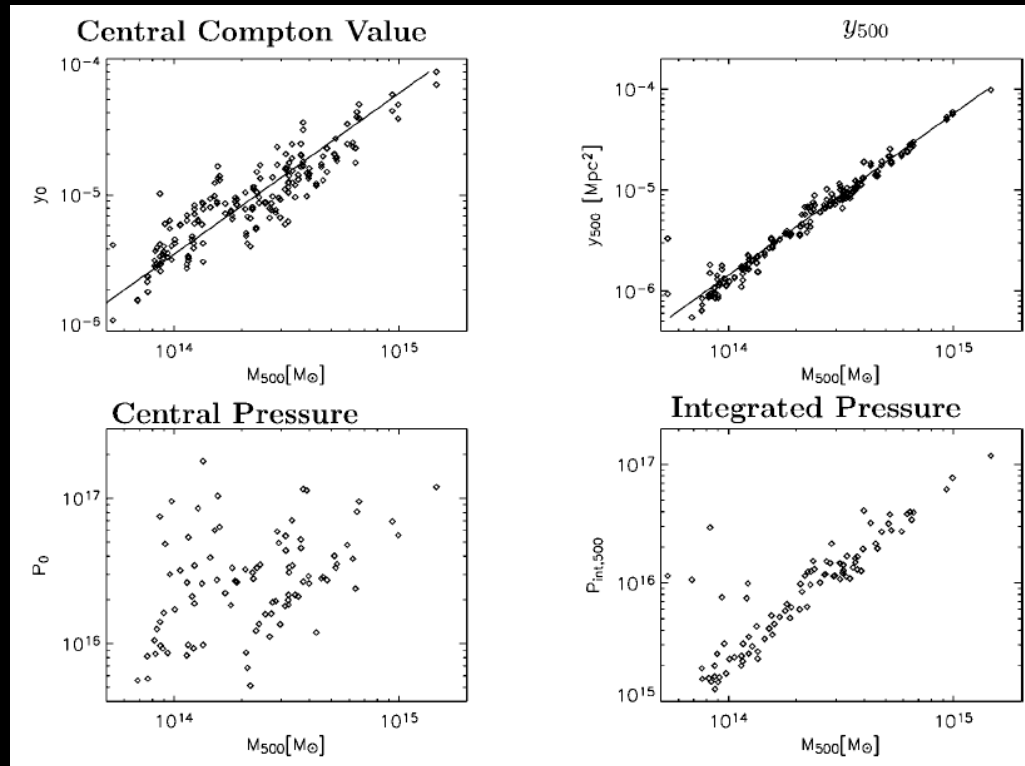 Central Compton Value
y₅₀₀
10⁻⁴
10⁻⁵
10⁻⁶
y₀
10¹⁴ 10¹⁵
M₅₀₀[M☉]
10⁻⁴
10⁻⁵
10⁻⁶
y₅₀₀ [Mpc²]
10¹⁴ 10¹⁵
M₅₀₀[M☉]
Central Pressure
Integrated Pressure
10¹⁷
10¹⁶
P₀
10¹⁴ 10¹⁵
M₅₀₀[M☉]
10¹⁷
10¹⁶
10¹⁵
P_int,500
10¹⁴ 10¹⁵
M₅₀₀[M☉]